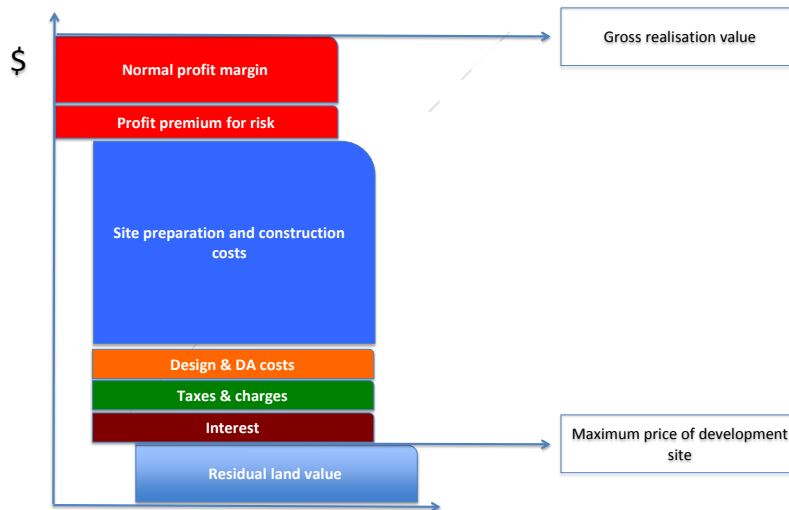 Gross realisation value
$
Normal profit margin
Profit premium for risk
Site preparation and construction
costs
Design & DA costs
Taxes & charges
Interest
Maximum price of development
site
Residual land value